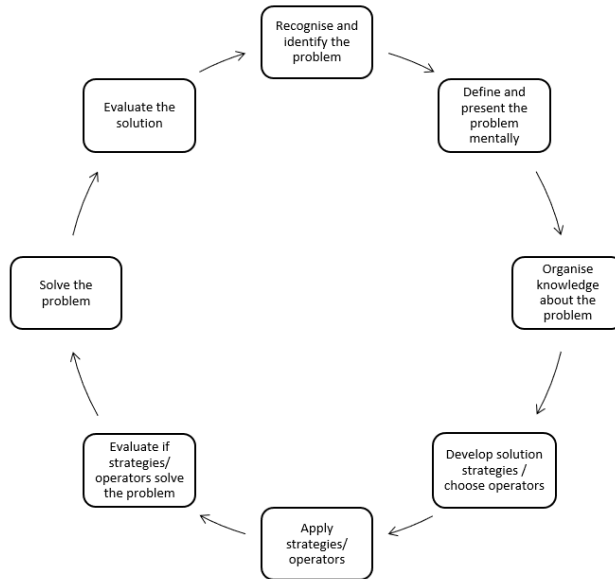 Recognise and
identify the
problem
Define and
present the
problem
mentally
Organise
knowledge
about the
problem
Develop solution
strategies /
choose operators
Apply
strategies/
operators
Evaluate if
strategies/
operators solve
the problem
Solve the
problem
Evaluate the
solution